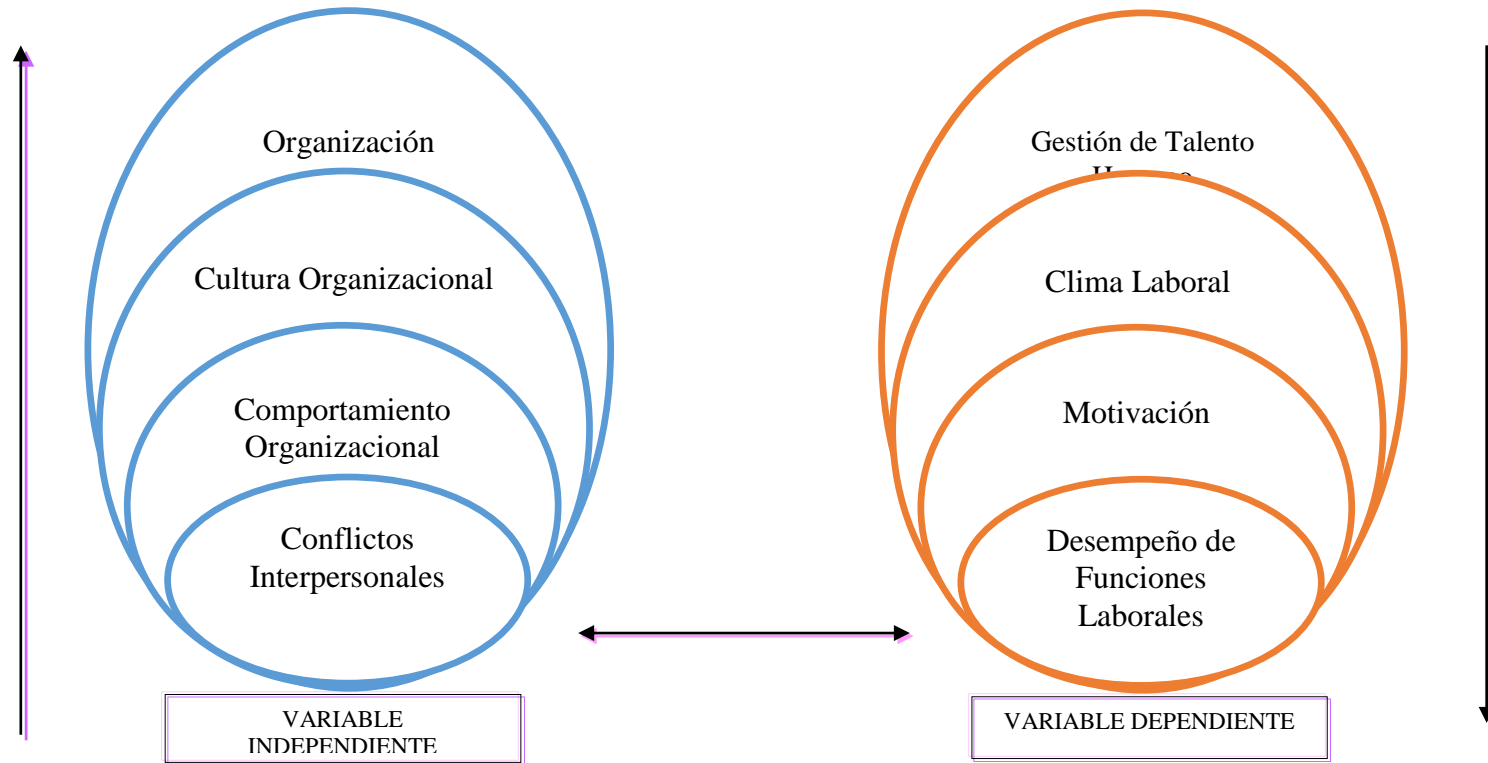 Organización
Cultura Organizacional
Comportamiento
Organizacional
Conflictos
Interpersonales
VARIABLE
INDEPENDIENTE
Gestión de Talento
Clima Laboral
Motivación
Desempeño de
Funciones
Laborales
VARIABLE DEPENDIENTE